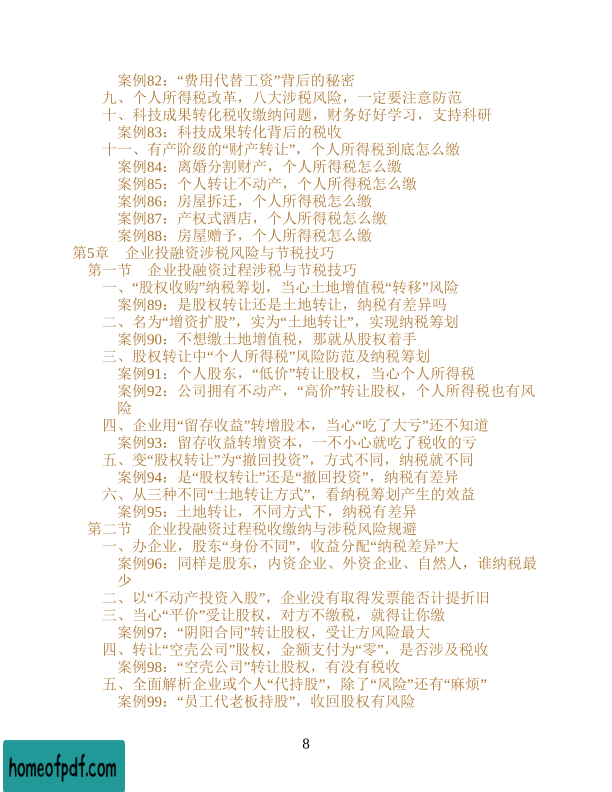 案例82：“费用代替工资”背后的秘密
九、个人所得税改革，八大涉税风险，一定要注意防范
十、科技成果转化税收缴纳问题，财务好好学习，支持科研
案例83：科技成果转化背后的税收
十一、有产阶级的“财产转让”，个人所得税到底怎么缴
案例84：离婚分割财产，个人所得税怎么缴
案例85：个人转让不动产，个人所得税怎么缴
案例86：房屋拆迁，个人所得税怎么缴
案例87：产权式酒店，个人所得税怎么缴
案例88：房屋赠予，个人所得税怎么缴
第5章 企业投融资涉税风险与节税技巧
第一节 企业投融资过程涉税与节税技巧
一、“股权收购”纳税筹划，当心土地增值税“转移”风险
案例89：是股权转让还是土地转让，纳税有差异吗
二、名为“增资扩股”，实为“土地转让”，实现纳税筹划
案例90：不想缴土地增值税，那就从股权着手
三、股权转让中“个人所得税”风险防范及纳税筹划
案例91：个人股东，“低价”转让股权，当心个人所得税
案例92：公司拥有不动产，“高价”转让股权，个人所得税也有风
险
四、企业用“留存收益”转增股本，当心“吃了大亏”还不知道
案例93：留存收益转增资本，一不小心就吃了税收的亏
五、变“股权转让”为“撤回投资”，方式不同，纳税就不同
案例94：是“股权转让”还是“撤回投资”，纳税有差异
六、从三种不同“土地转让方式”，看纳税筹划产生的效益
案例95：土地转让，不同方式下，纳税有差异
第二节 企业投融资过程税收缴纳与涉税风险规避
一、办企业，股东“身份不同”，收益分配“纳税差异”大
案例96：同样是股东，内资企业、外资企业、自然人，谁纳税最
少
二、以“不动产投资入股”，企业没有取得发票能否计提折旧
三、当心“平价”受让股权，对方不缴税，就得让你缴
案例97：“阴阳合同”转让股权，受让方风险最大
四、转让“空壳公司”股权，金额支付为“零”，是否涉及税收
案例98：“空壳公司”转让股权，有没有税收
五、全面解析企业或个人“代持股”，除了“风险”还有“麻烦”
案例99：“员工代老板持股”，收回股权有风险
8
homeofpdf.com